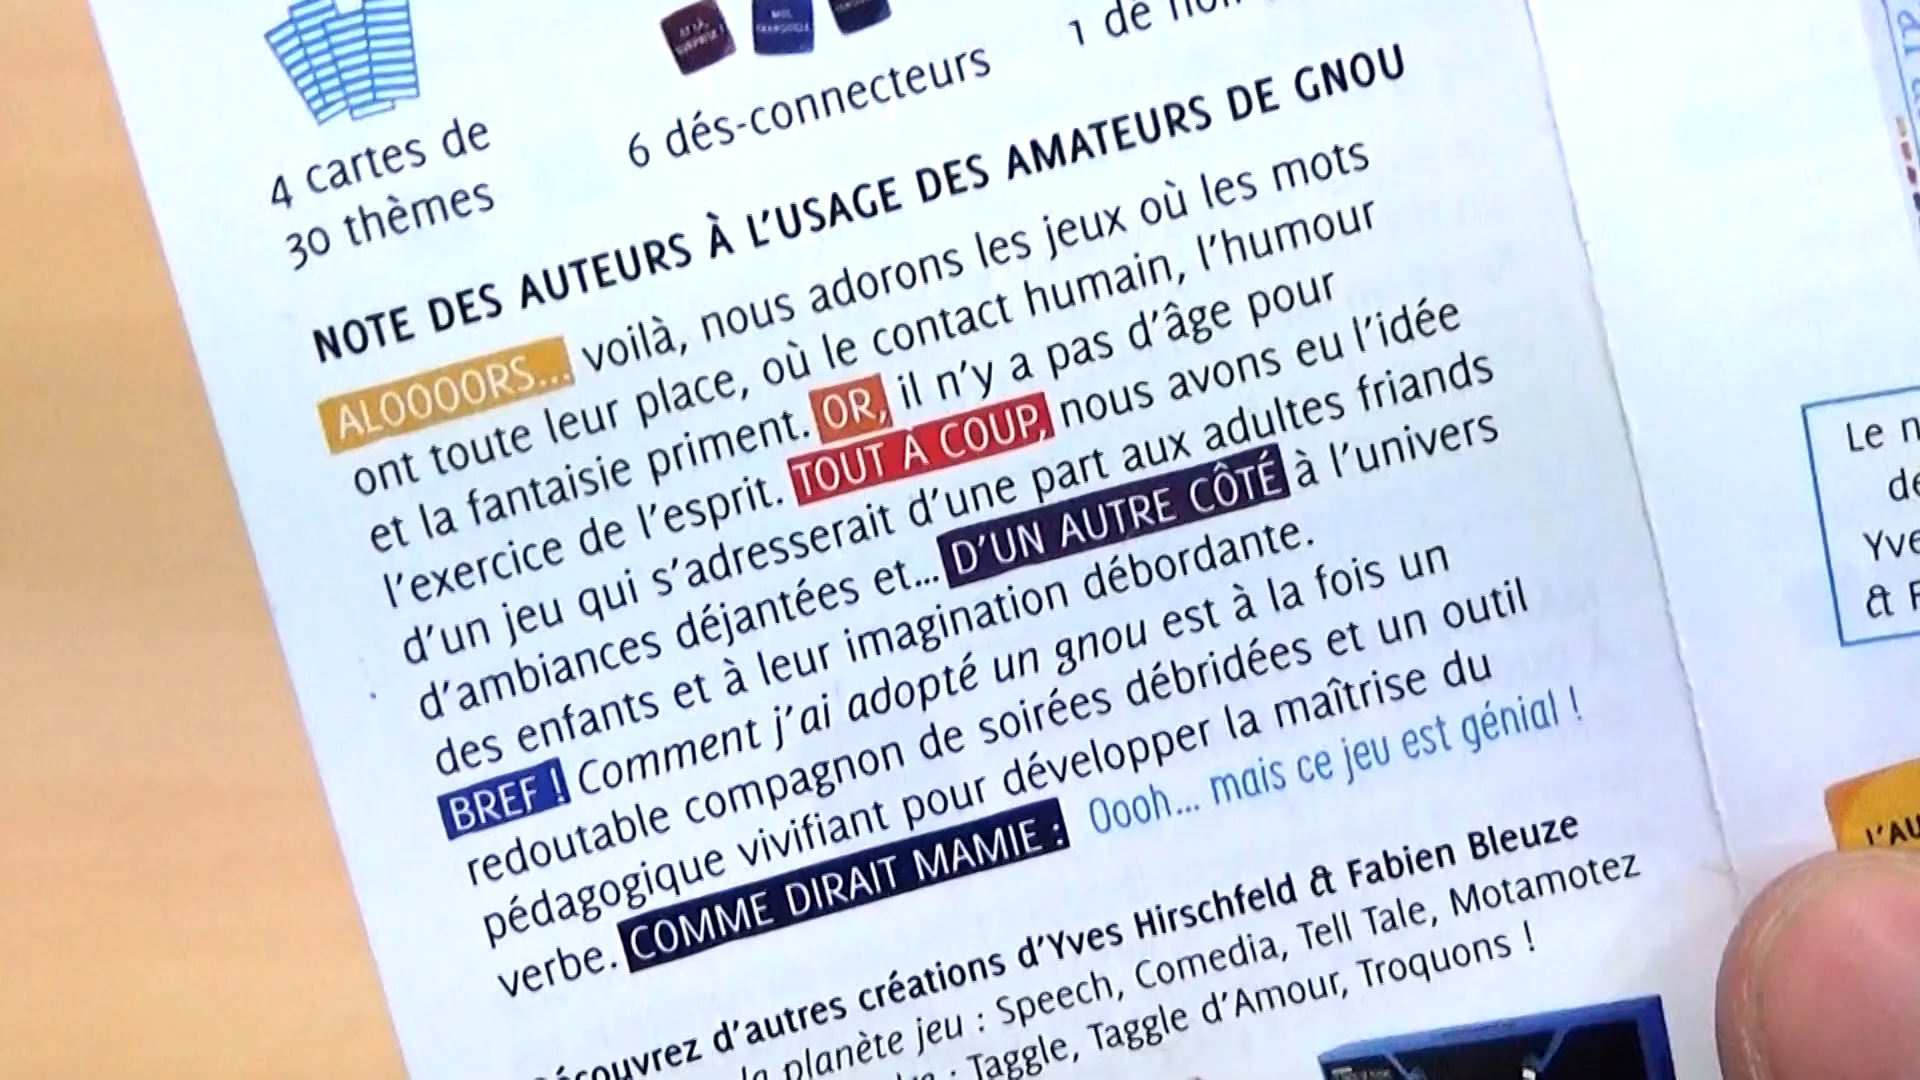 4 cartes de
30 thèmes
6 dés-connecteurs
1 dé
NOTE DES AUTEURS À L'USAGE DES AMATEURS DE GNOU
ALOOOORS... voilà, nous adorons les jeux où les mots
ont toute leur place, où le contact humain, l'humour
et la fantaisie priment. OR, il n'y a pas d'âge pour
l'exercice de l'esprit. TOUT À COUP, nous avons eu l'idée
d'un jeu qui s'adresserait d'une part aux adultes friands
d'ambiances déjantées et... D'UN AUTRE CÔTÉ à l'univers
des enfants et à leur imagination débordante.
BREF ! Comment j'ai adopté un gnou est à la fois un
redoutable compagnon de soirées débridées et un outil
pédagogique vivifiant pour développer la maîtrise du
verbe. COMME DIRAIT MAMIE : Oooh... mais ce jeu est génial !
d'autres créations d'Yves Hirschfeld & Fabien Bleuze
planète jeu : Speech, Comedia, Tell Tale, Motamotez
: Taggle, Taggle d'Amour, Troquons !
Le
Yve
&
L'AU